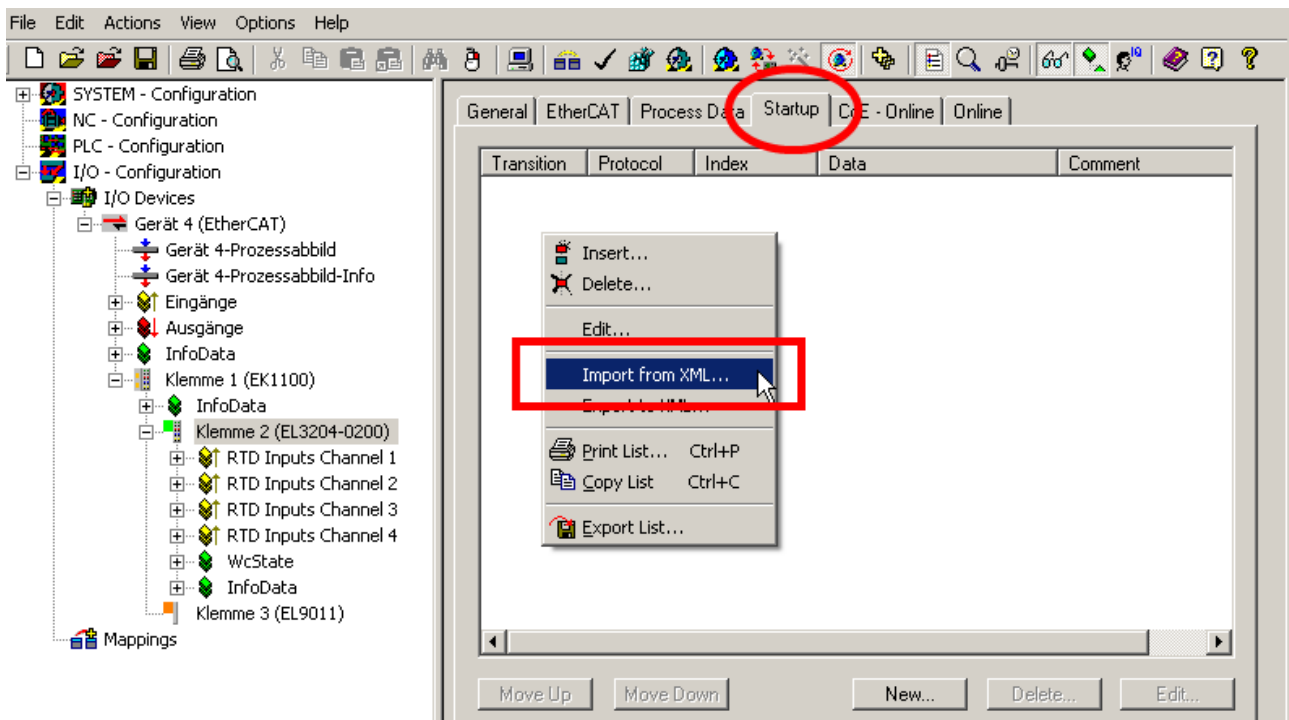 File Edit Actions View Options Help
SYSTEM - Configuration
NC - Configuration
PLC - Configuration
I/O - Configuration
I/O Devices
Gerät 4 (EtherCAT)
Gerät 4-Prozessabbild
Gerät 4-Prozessabbild-Info
Eingänge
Ausgänge
InfoData
Klemme 1 (EK1100)
InfoData
Klemme 2 (EL3204-0200)
RTD Inputs Channel 1
RTD Inputs Channel 2
RTD Inputs Channel 3
RTD Inputs Channel 4
WcState
InfoData
Klemme 3 (EL9011)
Mappings
General EtherCAT Process Data Startup CoE - Online Online
Transition Protocol Index Data Comment
Insert...
Delete...
Edit...
Import from XML...
Export to XML...
Print List... Ctrl+P
Copy List Ctrl+C
Export List...
Move Up Move Down New... Delete... Edit...